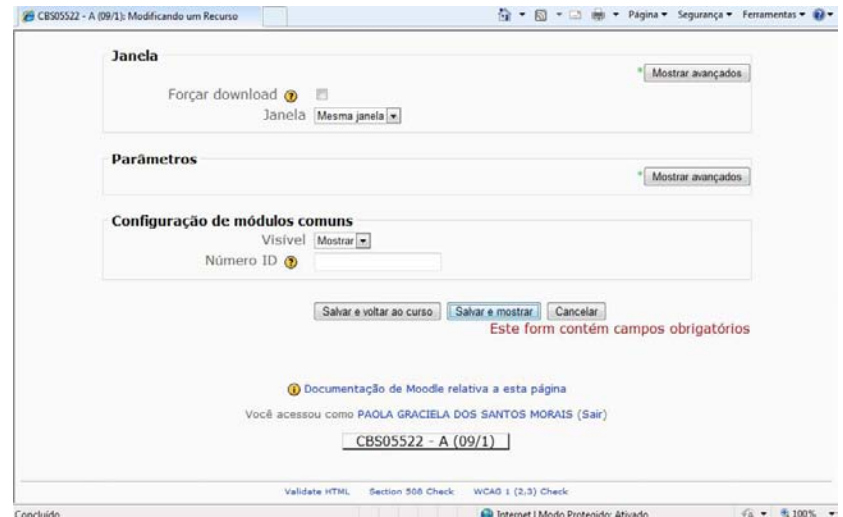 CBS05522 - A (09/1): Modificando um Recurso
Página Segurança Ferramentas
Janela
* Mostrar avançados
Forçar download
Janela Mesma janela
Parâmetros
* Mostrar avançados
Configuração de módulos comuns
Visível Mostrar
Número ID
Salvar e voltar ao curso Salvar e mostrar Cancelar
Este form contém campos obrigatórios
Documentação de Moodle relativa a esta página
Você acessou como PAOLA GRACIELA DOS SANTOS MORAIS (Sair)
CBS05522 - A (09/1)
Validate HTML Section 508 Check WCAG 1 (2,3) Check
Concluído Internet | Modo Protegido: Ativado 100%